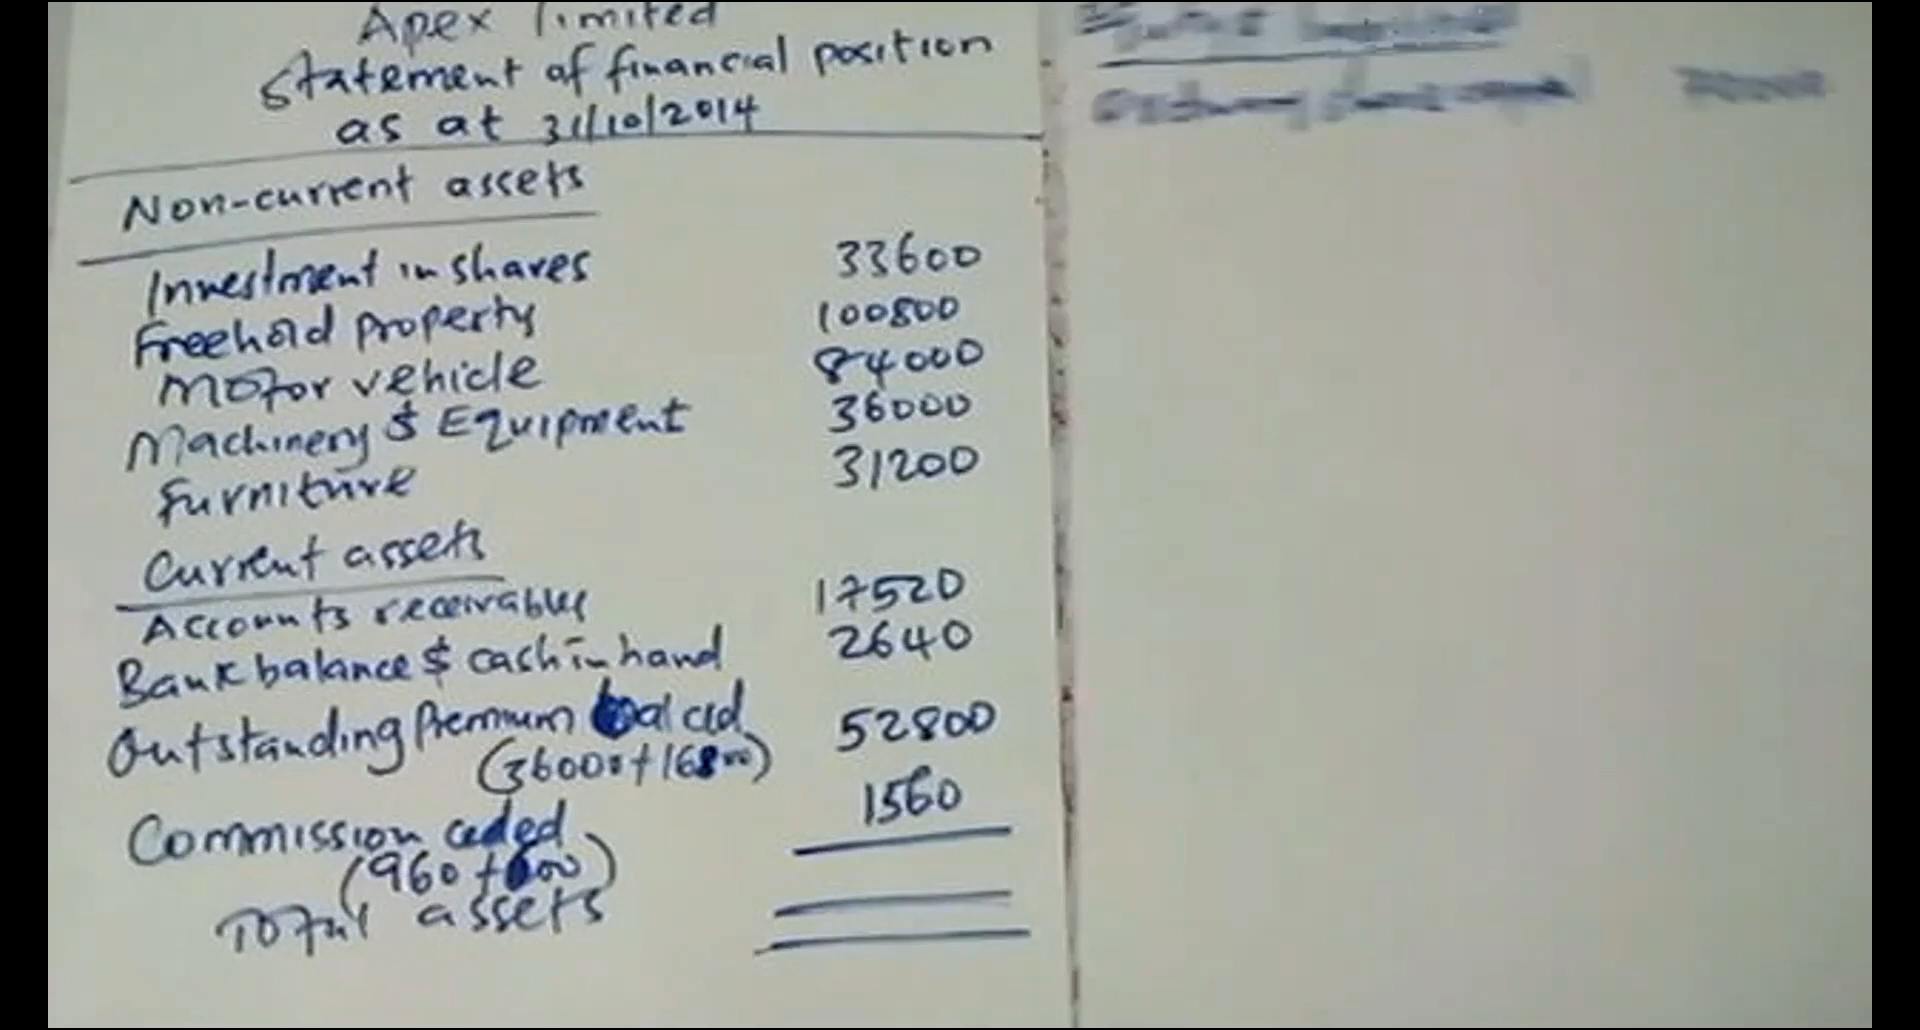 Apex limited
Statement of financial position
as at 31/10/2014
Non-current assets
Investment in shares 33600
Freehold property 100800
Motor vehicle 84000
Machinery & Equipment 36000
Furniture 31200
Current assets
Accounts receivables 17520
Bank balance & cash in hand 2640
Outstanding Premium bal c/d 52800
(36000+16800)
Commission ceded 1560
(960+600)
Total assets